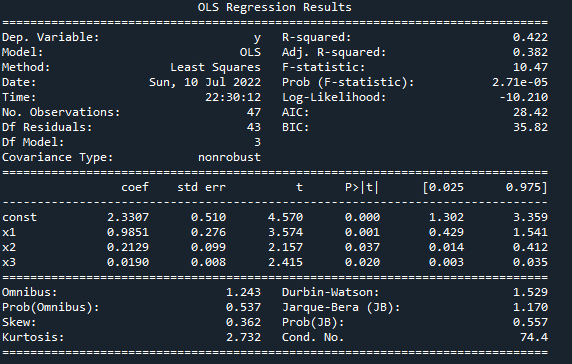 OLS Regression Results
==============================================================================
Dep. Variable:                      y   R-squared:                       0.422
Model:                            OLS   Adj. R-squared:                  0.382
Method:                 Least Squares   F-statistic:                     10.47
Date:                Sun, 10 Jul 2022   Prob (F-statistic):           2.71e-05
Time:                        22:30:12   Log-Likelihood:                -10.210
No. Observations:                  47   AIC:                             28.42
Df Residuals:                      43   BIC:                             35.82
Df Model:                           3
Covariance Type:            nonrobust
==============================================================================
                 coef    std err          t      P>|t|      [0.025      0.975]
------------------------------------------------------------------------------
const          2.3307      0.510      4.570      0.000       1.302       3.359
x1             0.9851      0.276      3.574      0.001       0.429       1.541
x2             0.2129      0.099      2.157      0.037       0.014       0.412
x3             0.0190      0.008      2.415      0.020       0.003       0.035
==============================================================================
Omnibus:                        1.243   Durbin-Watson:                   1.529
Prob(Omnibus):                  0.537   Jarque-Bera (JB):                1.170
Skew:                           0.362   Prob(JB):                        0.557
Kurtosis:                       2.732   Cond. No.                         74.4
==============================================================================